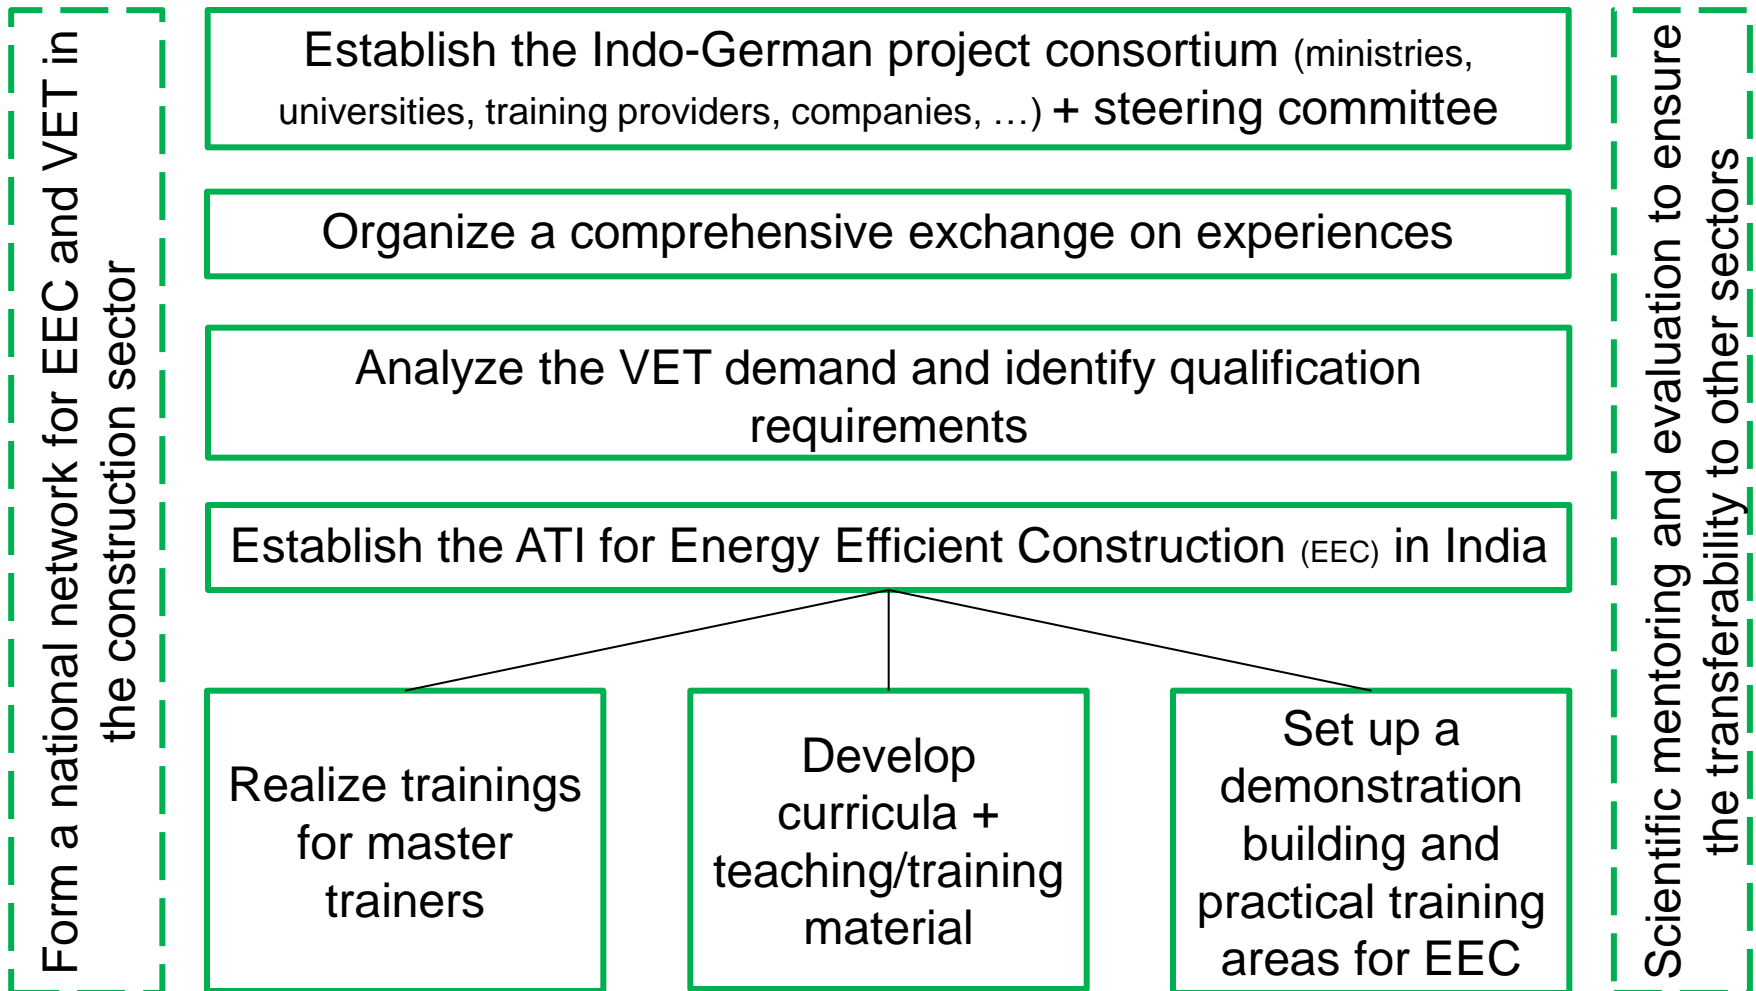 Form a national network for EEC and VET in
the construction sector
Establish the Indo-German project consortium (ministries,
universities, training providers, companies, …) + steering committee
Organize a comprehensive exchange on experiences
Analyze the VET demand and identify qualification
requirements
Establish the ATI for Energy Efficient Construction (EEC) in India
Realize trainings
for master
trainers
Develop
curricula +
teaching/training
material
Set up a
demonstration
building and
practical training
areas for EEC
Scientific mentoring and evaluation to ensure
the transferability to other sectors